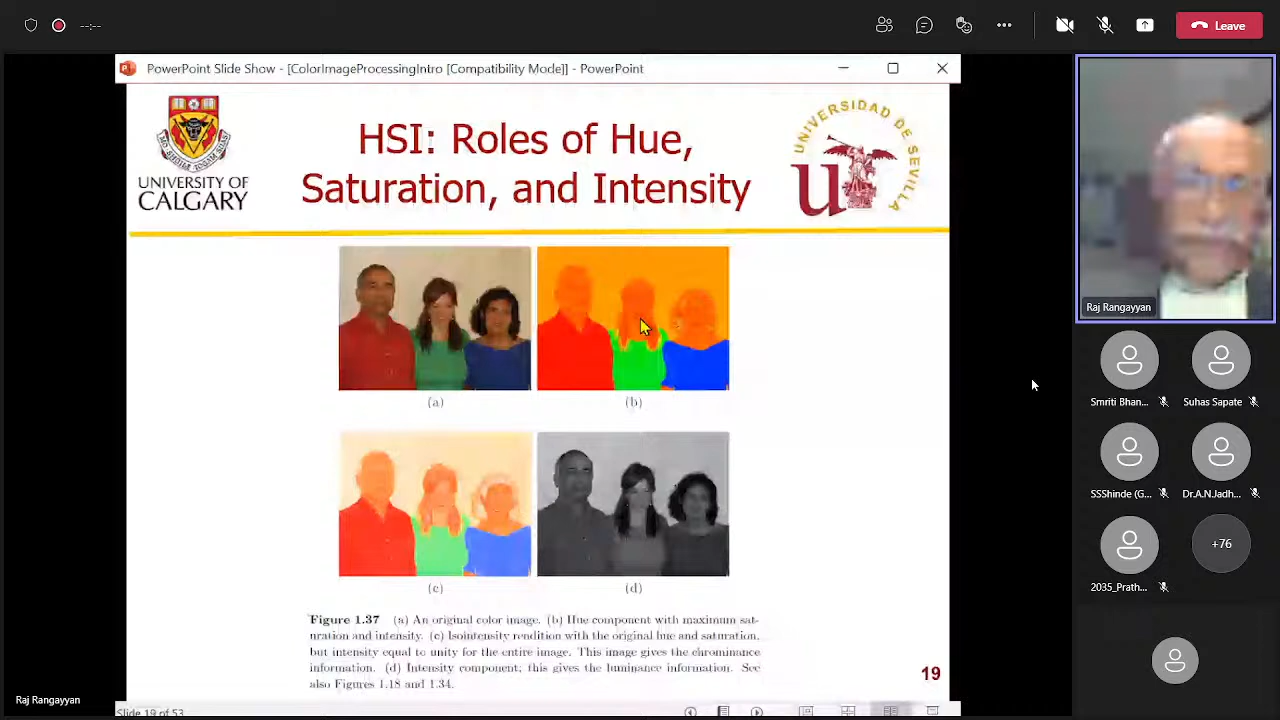 --:--
Leave
PowerPoint Slide Show - [ColorImageProcessingIntro [Compatibility Mode]] - PowerPoint
UNIVERSITY OF
CALGARY
HSI: Roles of Hue,
Saturation, and Intensity
UNIVERSIDAD DE SEVILLA
(a)
(b)
(c)
(d)
Figure 1.37 (a) An original color image. (b) Hue component with maximum sat-
uration and intensity. (c) Isointensity rendition with the original hue and saturation,
but intensity equal to unity for the entire image. This image gives the chrominance
information. (d) Intensity component; this gives the luminance information. See
also Figures 1.18 and 1.34.
19
Slide 19 of 53
Raj Rangayyan
Raj Rangayyan
Smriti Bhan...
Suhas Sapate
SSShinde (G...
Dr.A.N.Jadh...
2035_Prath...
+76